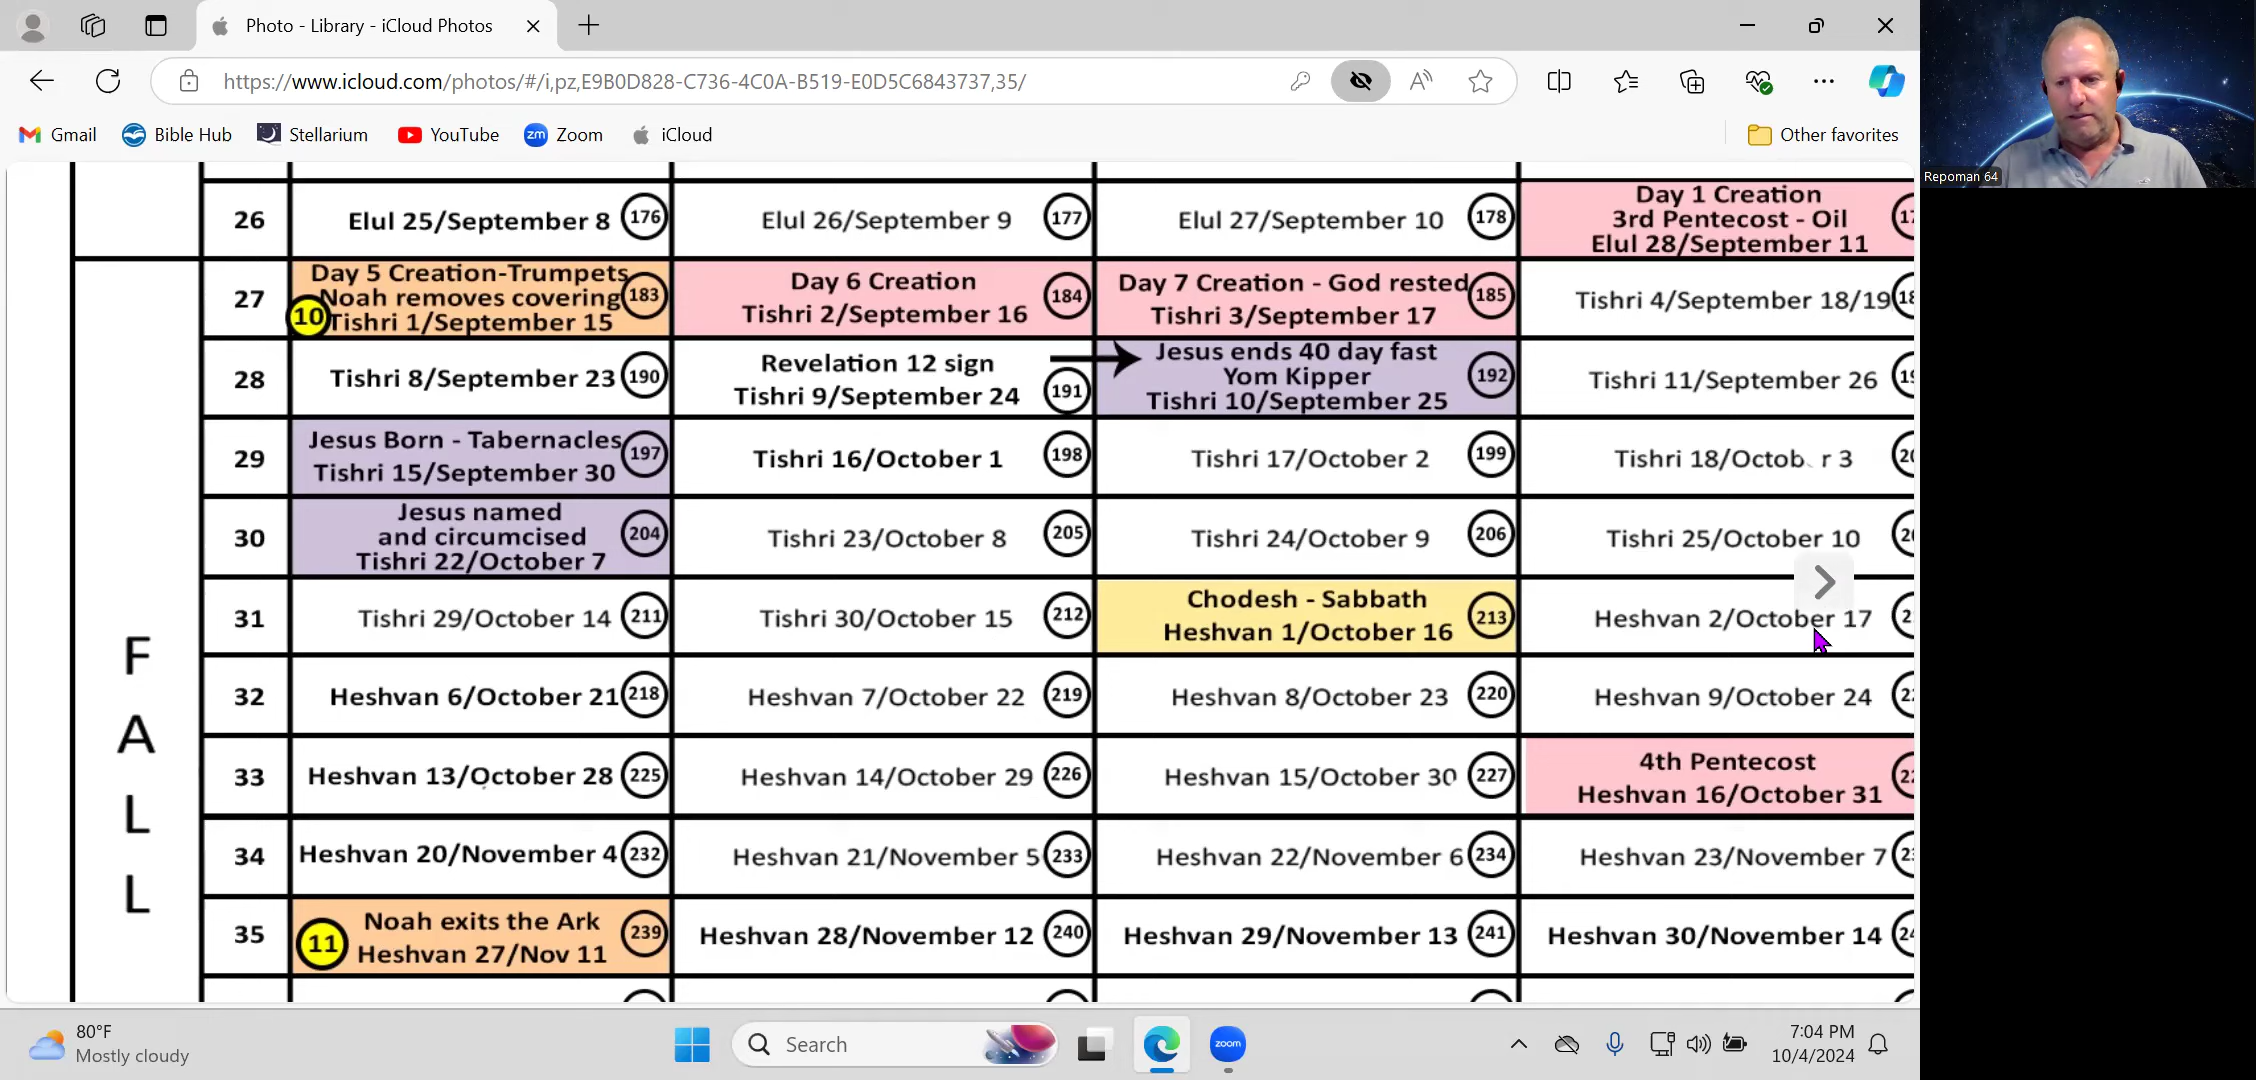 Photo - Library - iCloud Photos
https://www.icloud.com/photos/#/i,pz,E9B0D828-C736-4C0A-B519-E0D5C6843737,35/
Gmail
Bible Hub
Stellarium
YouTube
zm Zoom
iCloud
Other favorites
Repoman 64
26
Elul 25/September 8
176
Elul 26/September 9
177
Elul 27/September 10
178
Day 1 Creation
3rd Pentecost - Oil
Elul 28/September 11
27
Day 5 Creation-Trumpets
Noah removes covering
10
Tishri 1/September 15
183
Day 6 Creation
Tishri 2/September 16
184
Day 7 Creation - God rested
Tishri 3/September 17
185
Tishri 4/September 18/19
28
Tishri 8/September 23
190
Revelation 12 sign
Tishri 9/September 24
191
Jesus ends 40 day fast
Yom Kipper
Tishri 10/September 25
192
Tishri 11/September 26
29
Jesus Born - Tabernacles
Tishri 15/September 30
197
Tishri 16/October 1
198
Tishri 17/October 2
199
Tishri 18/Octob r 3
30
Jesus named
and circumcised
Tishri 22/October 7
204
Tishri 23/October 8
205
Tishri 24/October 9
206
Tishri 25/October 10
31
Tishri 29/October 14
211
Tishri 30/October 15
212
Chodesh - Sabbath
Heshvan 1/October 16
213
Heshvan 2/October 17
32
Heshvan 6/October 21
218
Heshvan 7/October 22
219
Heshvan 8/October 23
220
Heshvan 9/October 24
33
Heshvan 13/October 28
225
Heshvan 14/October 29
226
Heshvan 15/October 30
227
4th Pentecost
Heshvan 16/October 31
34
Heshvan 20/November 4
232
Heshvan 21/November 5
233
Heshvan 22/November 6
234
Heshvan 23/November 7
35
11
Noah exits the Ark
Heshvan 27/Nov 11
239
Heshvan 28/November 12
240
Heshvan 29/November 13
241
Heshvan 30/November 14
F
A
L
L
80°F
Mostly cloudy
Search
zoom
7:04 PM
10/4/2024